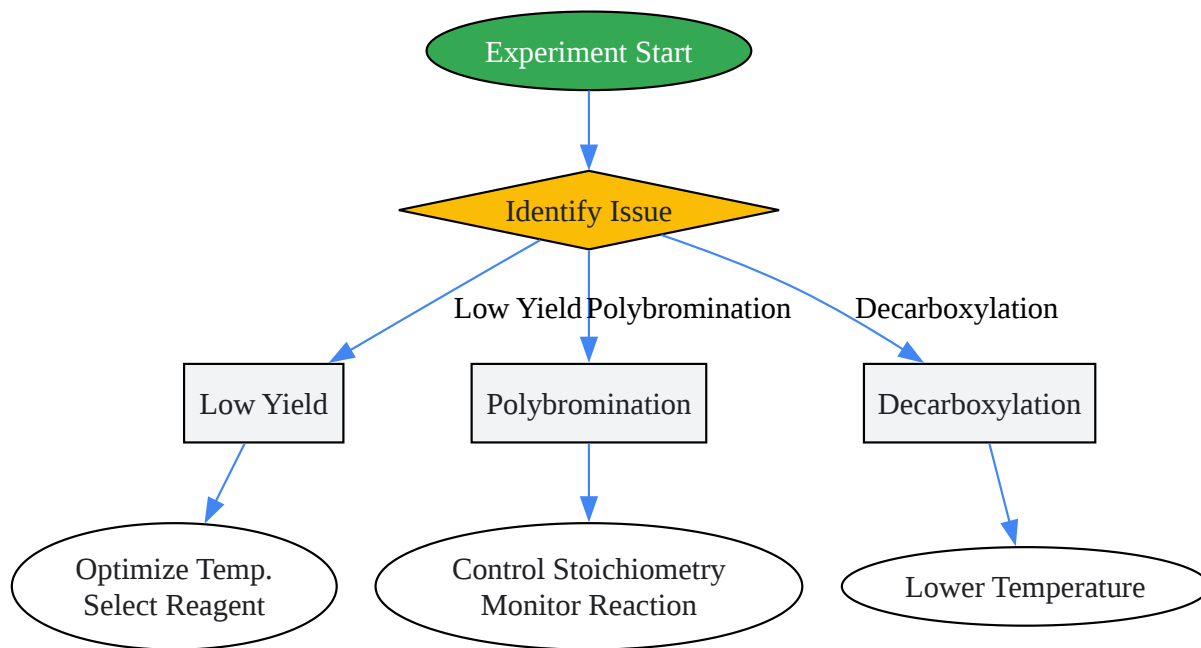 Experiment Start
Identify Issue
Low Yield
Polybromination
Decarboxylation
Low Yield
Polybromination
Decarboxylation
Optimize Temp.
Select Reagent
Control Stoichiometry
Monitor Reaction
Lower Temperature